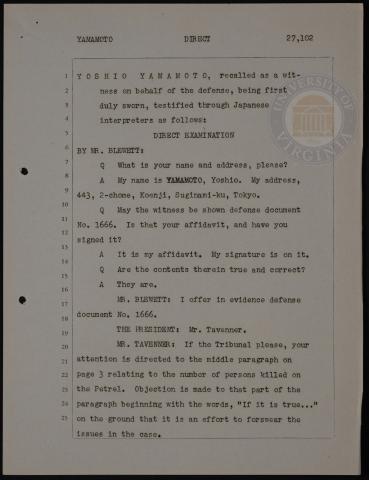 YAMAMOTO DIRECT 27,102
1 Y O S H I O  Y A M A M O T O, recalled as a wit-
2 ness on behalf of the defense, being first
3 duly sworn, testified through Japanese
4 interpreters as follows:
5 DIRECT EXAMINATION
6 BY MR. BLEWETT:
7 Q What is your name and address, please?
8 A My name is YAMAMOTO, Yoshio. My address,
9 443, 2-chome, Koenji, Suginami-ku, Tokyo.
10 Q May the witness be shown defense document
11 No. 1666. Is that your affidavit, and have you
12 signed it?
13 A It is my affidavit. My signature is on it.
14 Q Are the contents therein true and correct?
15 A They are.
16 MR. BLEWETT: I offer in evidence defense
17 document No. 1666.
18 THE PRESIDENT: Mr. Tavenner.
19 MR. TAVENNER: If the Tribunal please, your
20 attention is directed to the middle paragraph on
21 page 3 relating to the number of persons killed on
22 the Petrel. Objection is made to that part of the
23 paragraph beginning with the words, "If it is true..."
24 on the ground that it is an effort to forswear the
25 issues in the case.
UNIVERSITY OF VIRGINIA